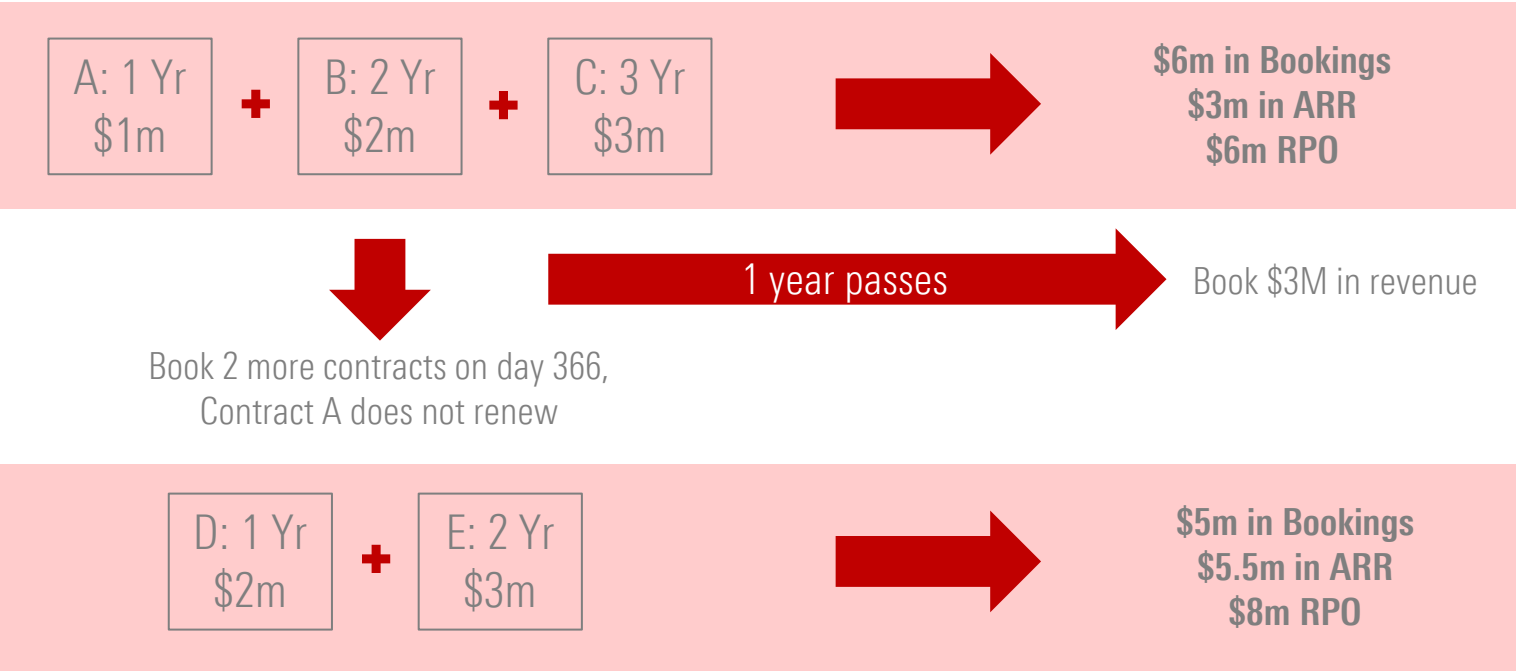 A: 1 Yr
$1m
B: 2 Yr
$2m
C: 3 Yr
$3m
$6m in Bookings
$3m in ARR
$6m RPO
1 year passes
Book $3M in revenue
Book 2 more contracts on day 366,
Contract A does not renew
D: 1 Yr
$2m
E: 2 Yr
$3m
$5m in Bookings
$5.5m in ARR
$8m RPO